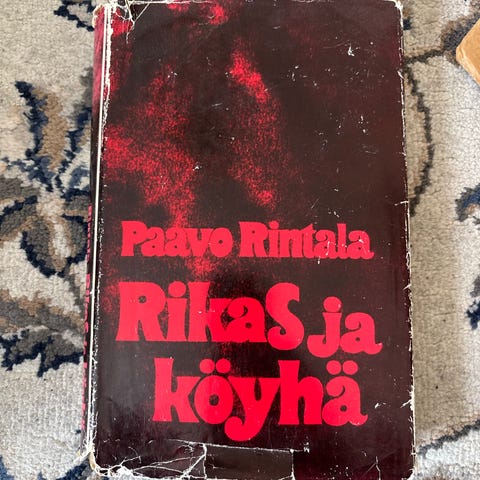 Paavo Rintala
Rikas ja
köyhä